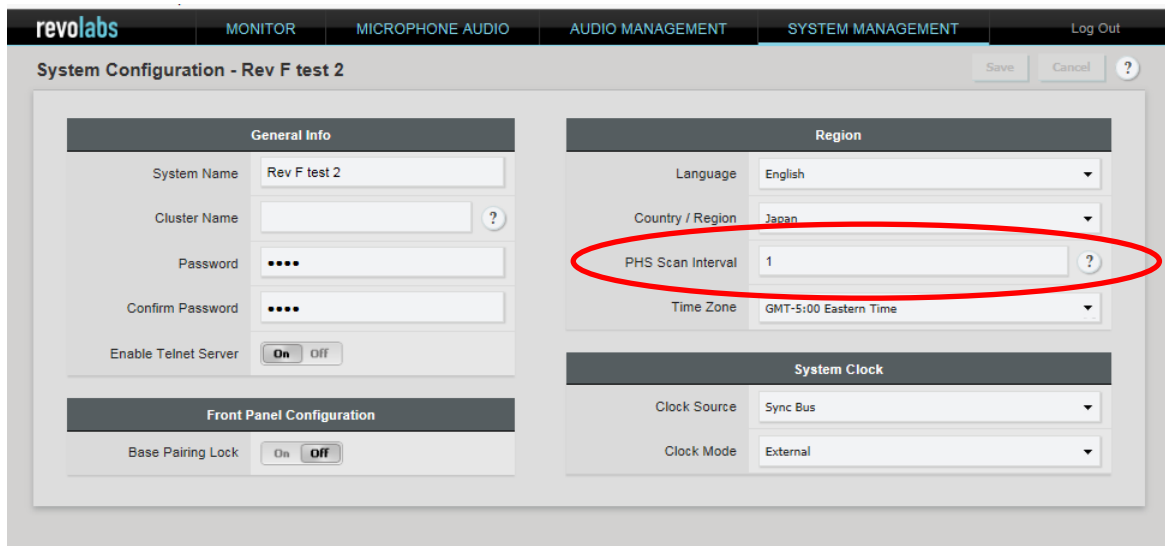 revolabs MONITOR MICROPHONE AUDIO AUDIO MANAGEMENT SYSTEM MANAGEMENT Log Out
System Configuration - Rev F test 2 Save Cancel ?
General Info
System Name Rev F test 2
Cluster Name ?
Password ••••
Confirm Password ••••
Enable Telnet Server On Off
Front Panel Configuration
Base Pairing Lock On Off
Region
Language English
Country / Region Japan
PHS Scan Interval 1 ?
Time Zone GMT-5:00 Eastern Time
System Clock
Clock Source Sync Bus
Clock Mode External